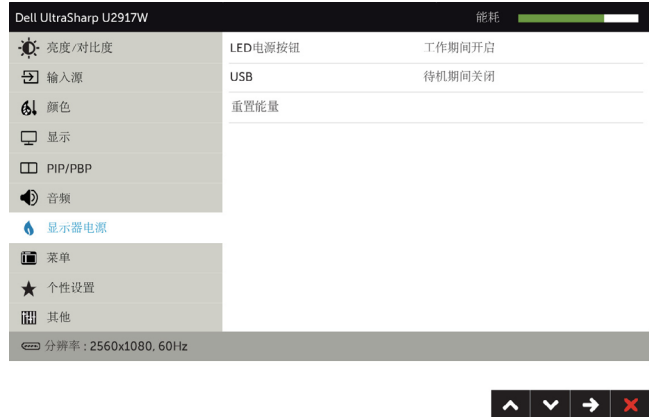 Dell UltraSharp U2917W 能耗
亮度/对比度 LED电源按钮 工作期间开启
输入源 USB 待机期间关闭
颜色 重置能量
显示
PIP/PBP
音频
显示器电源
菜单
个性设置
其他
分辨率 : 2560x1080, 60Hz